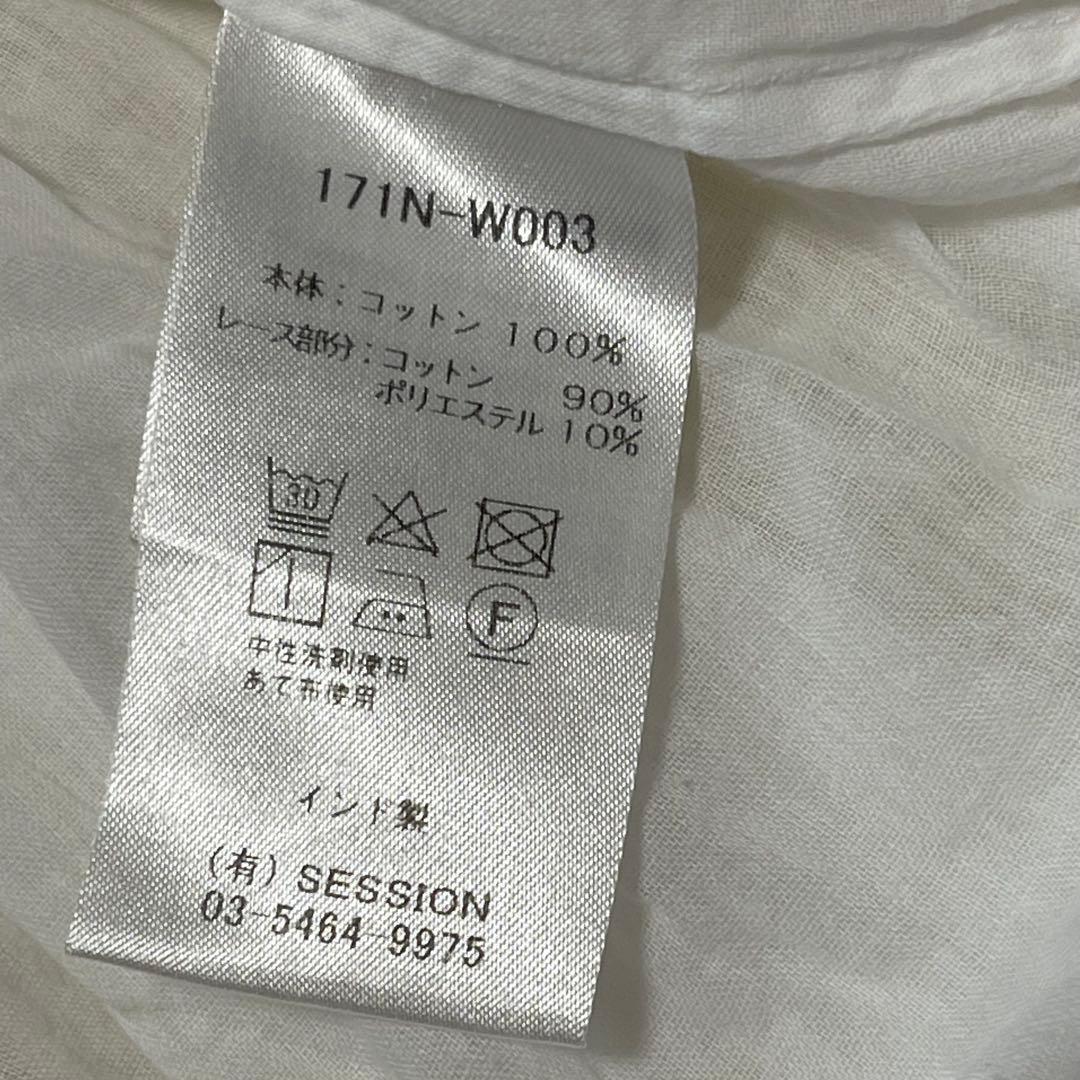 171N-W003
本体：コットン 100%
レース部分：コットン 90%
ポリエステル 10%
30
F
中性洗剤使用
あて布使用
インド製
(有) SESSION
03-5464-9975